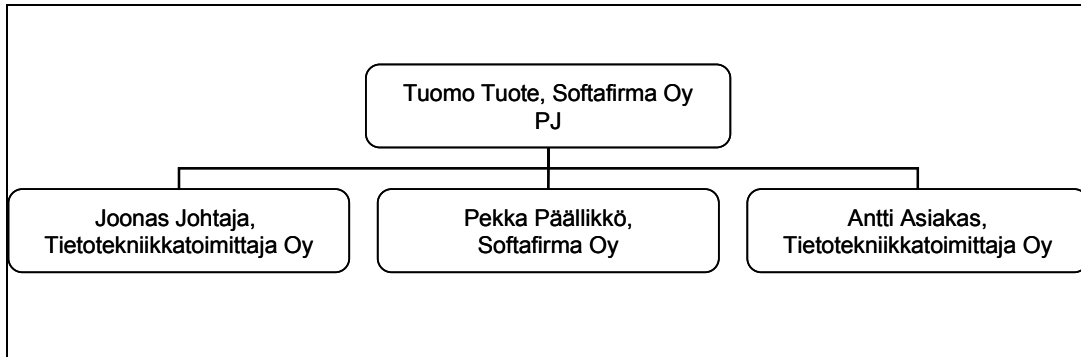 Tuomo Tuote, Softafirma Oy
PJ
Joonas Johtaja,
Tietotekniikkatoimittaja Oy
Pekka Päällikkö,
Softafirma Oy
Antti Asiakas,
Tietotekniikkatoimittaja Oy